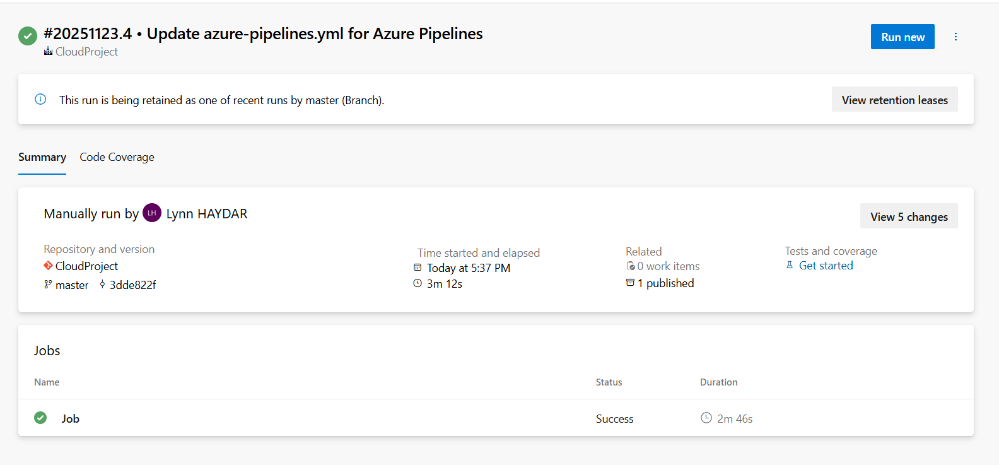 #20251123.4 • Update azure-pipelines.yml for Azure Pipelines
CloudProject
Run new
This run is being retained as one of recent runs by master (Branch).
View retention leases
Summary
Code Coverage
Manually run by LH Lynn HAYDAR
View 5 changes
Repository and version
CloudProject
master 3dde822f
Time started and elapsed
Today at 5:37 PM
3m 12s
Related
0 work items
1 published
Tests and coverage
Get started
Jobs
Name Status Duration
Job Success 2m 46s